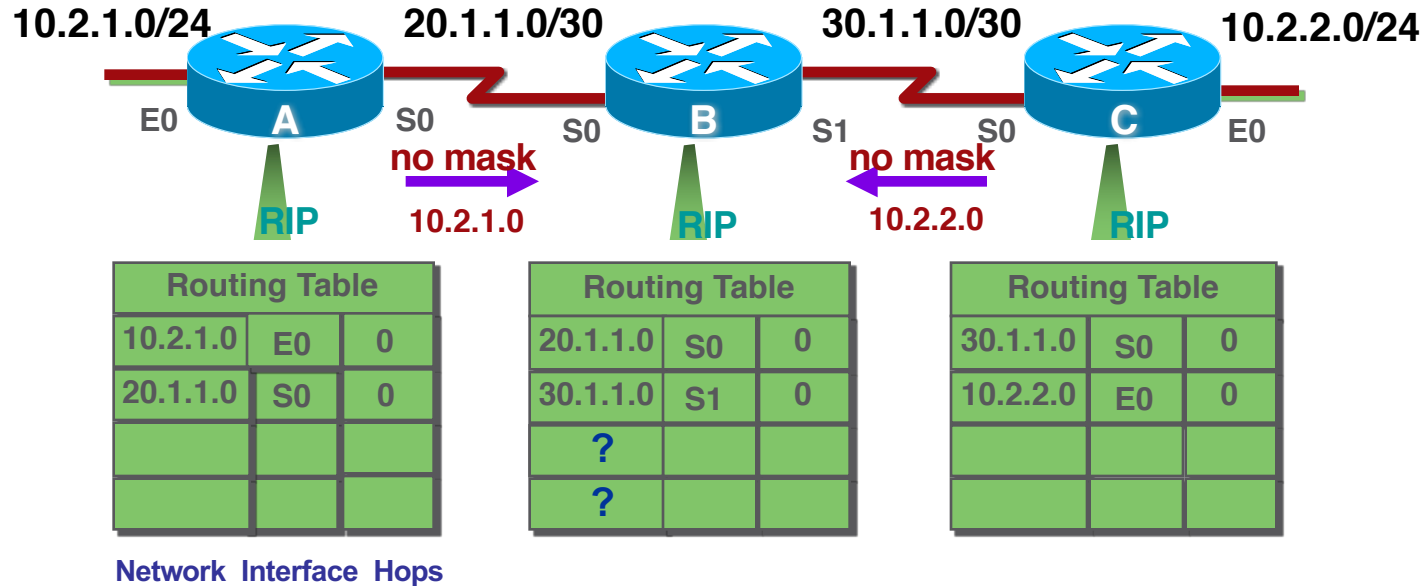 10.2.1.0/24 20.1.1.0/30 30.1.1.0/30 10.2.2.0/24
E0 A S0 S0 B S1 S0 C E0
no mask no mask
10.2.1.0 10.2.2.0
RIP RIP RIP
Routing Table
10.2.1.0 E0 0
20.1.1.0 S0 0
Routing Table
20.1.1.0 S0 0
30.1.1.0 S1 0
?
?
Routing Table
30.1.1.0 S0 0
10.2.2.0 E0 0
Network Interface Hops